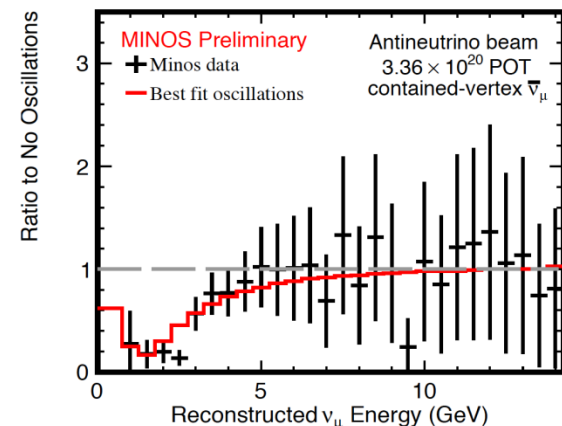 MINOS Preliminary
Minos data
Best fit oscillations
Antineutrino beam
3.36 × 10²⁰ POT
contained-vertex ν̅μ
Ratio to No Oscillations
3
2
1
0
0
5
10
Reconstructed νμ Energy (GeV)